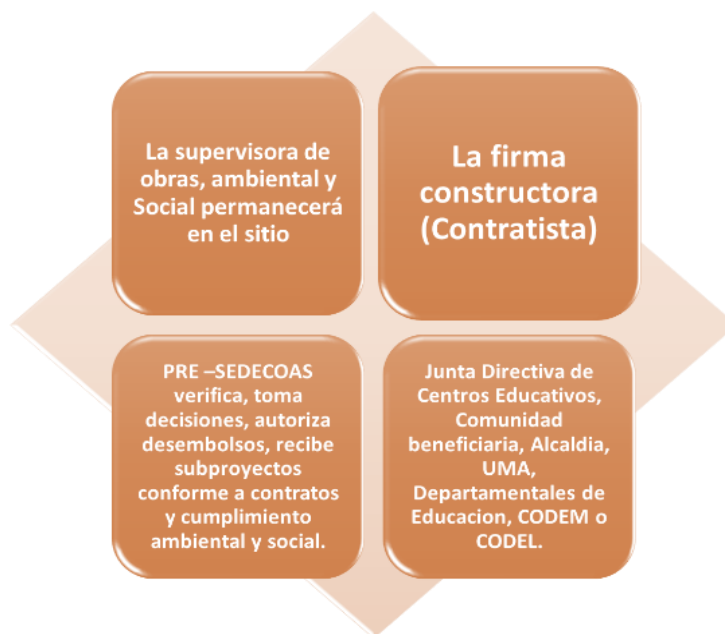 La supervisora de
obras, ambiental y
Social permanecerá
en el sitio
La firma
constructora
(Contratista)
PRE –SEDECOAS
verifica, toma
decisiones, autoriza
desembolsos, recibe
subproyectos
conforme a contratos
y cumplimiento
ambiental y social.
Junta Directiva de
Centros Educativos,
Comunidad
beneficiaria, Alcaldia,
UMA,
Departamentales de
Educacion, CODEM o
CODEL.